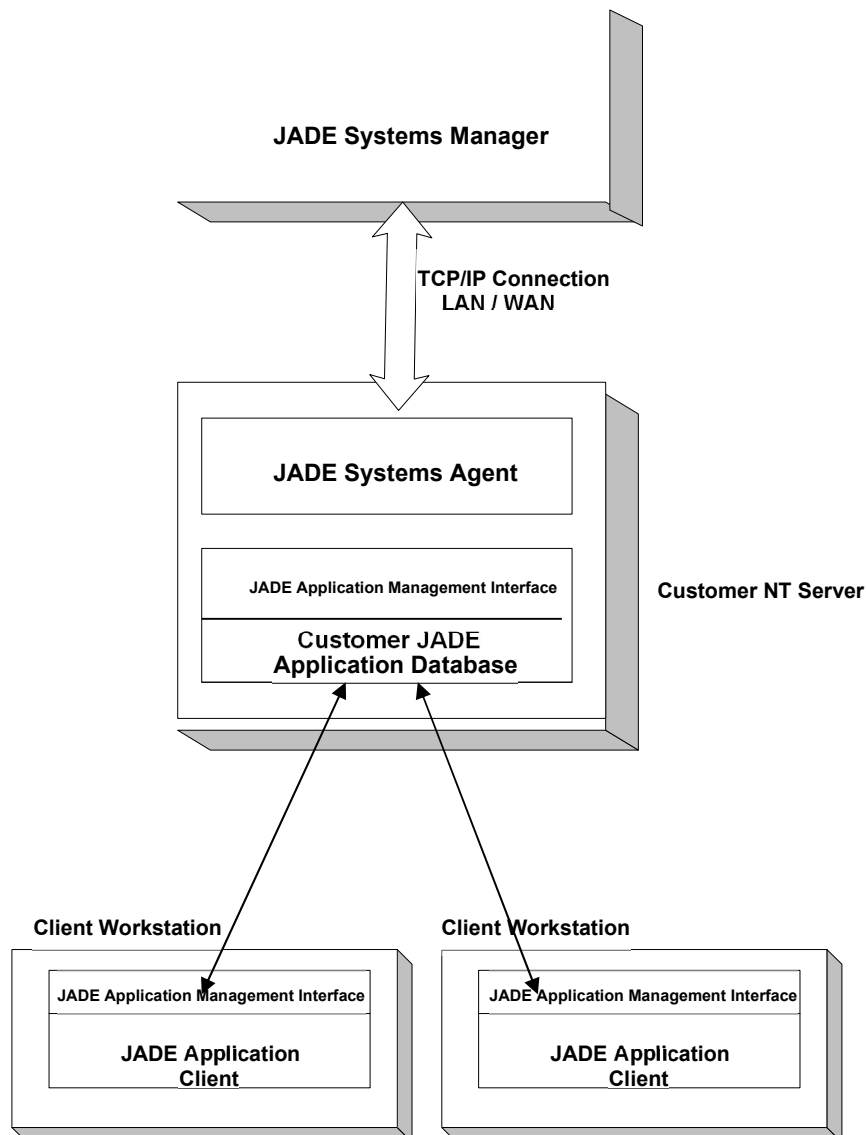 JADE Systems Manager
TCP/IP Connection
LAN / WAN
JADE Systems Agent
JADE Application Management Interface
Customer NT Server
Customer JADE
Application Database
Client Workstation
Client Workstation
JADE Application Management Interface
JADE Application Management Interface
JADE Application
Client
JADE Application
Client